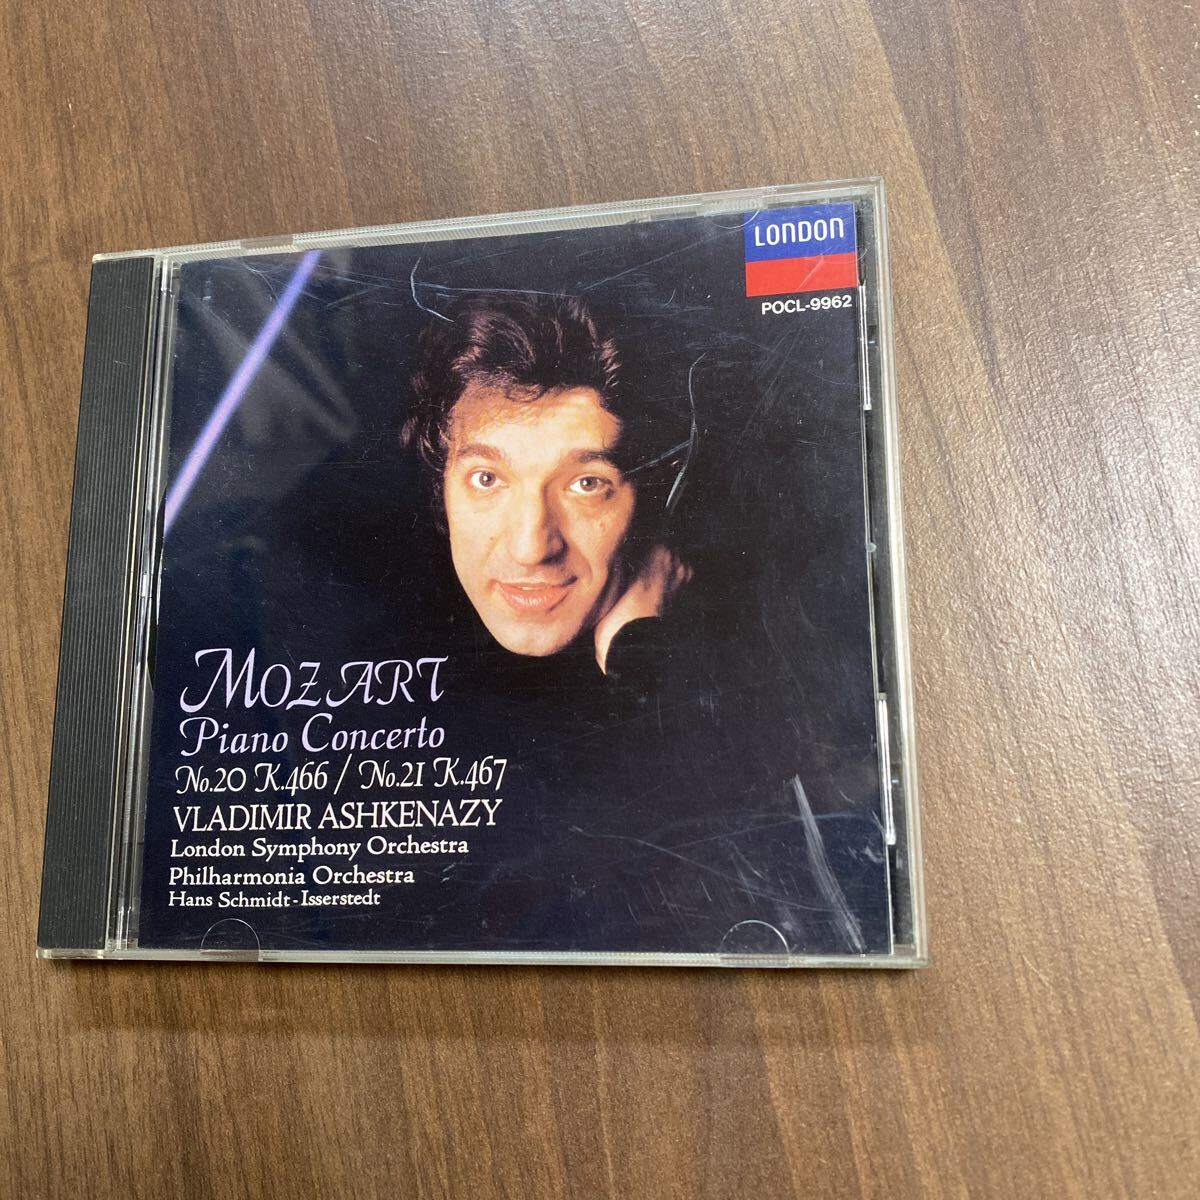 LONDON
POCL-9962
MOZART
Piano Concerto
No.20 K.466 / No.21 K.467
VLADIMIR ASHKENAZY
London Symphony Orchestra
Philharmonia Orchestra
Hans Schmidt-Isserstedt